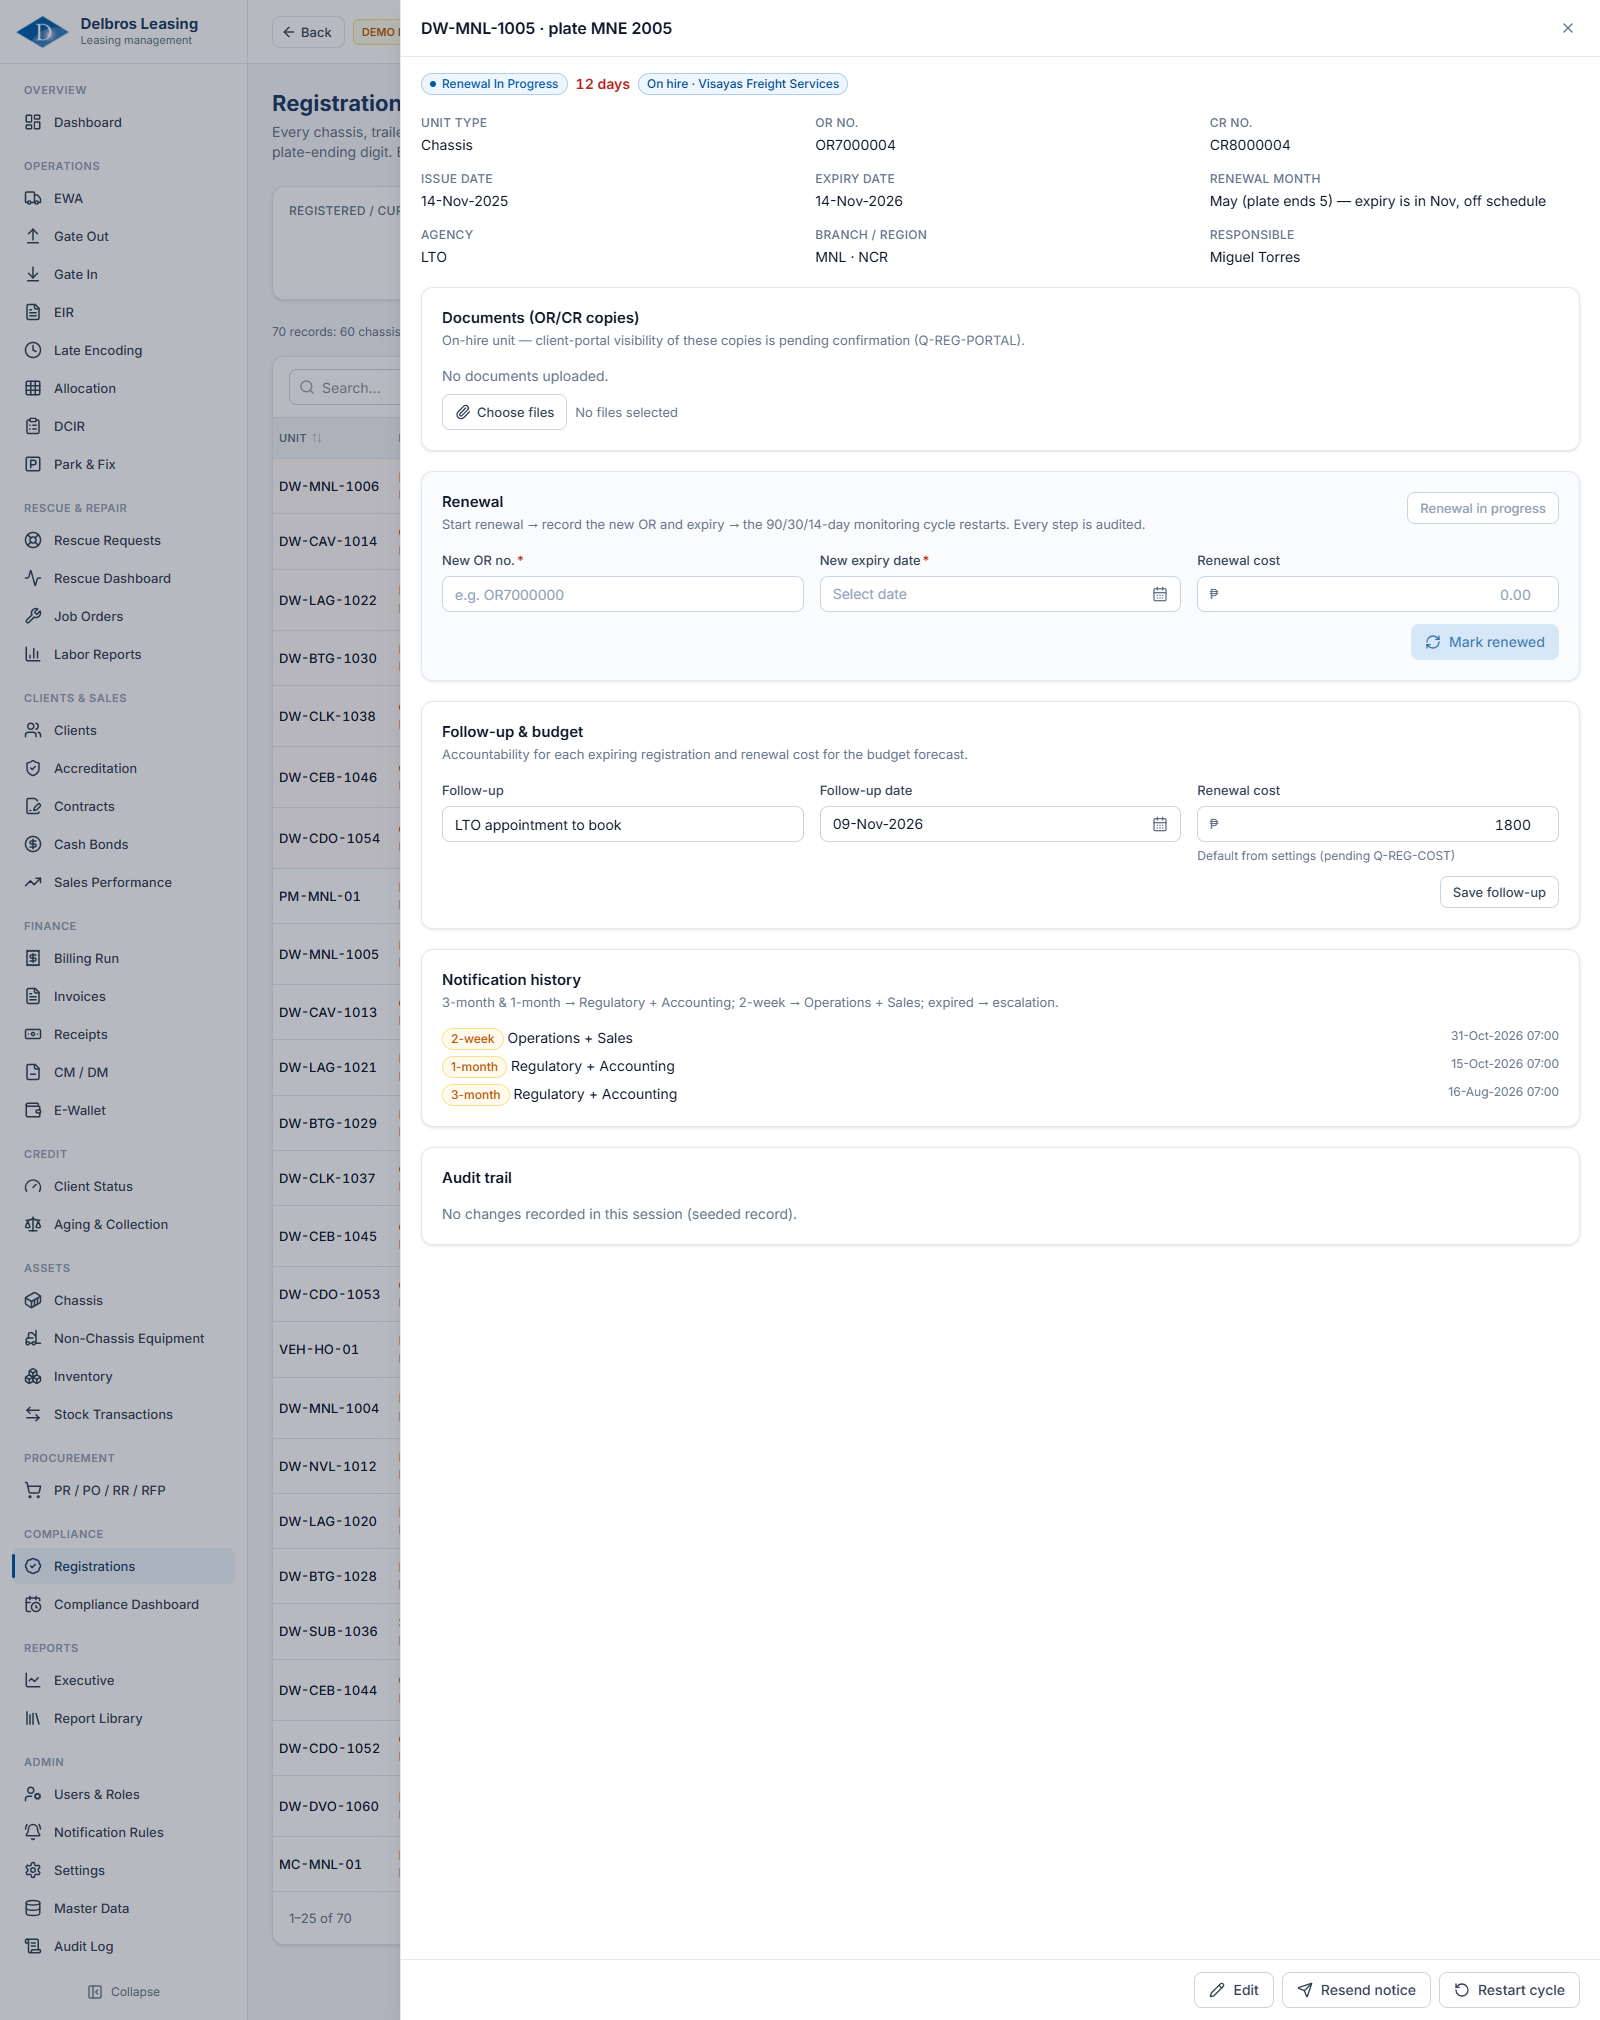 Delbros Leasing
Leasing management
OVERVIEW
Dashboard
OPERATIONS
EWA
Gate Out
Gate In
EIR
Late Encoding
Allocation
DCIR
Park & Fix
RESCUE & REPAIR
Rescue Requests
Rescue Dashboard
Job Orders
Labor Reports
CLIENTS & SALES
Clients
Accreditation
Contracts
Cash Bonds
Sales Performance
FINANCE
Billing Run
Invoices
Receipts
CM / DM
E-Wallet
CREDIT
Client Status
Aging & Collection
ASSETS
Chassis
Non-Chassis Equipment
Inventory
Stock Transactions
PROCUREMENT
PR / PO / RR / RFP
COMPLIANCE
Registrations
Compliance Dashboard
REPORTS
Executive
Report Library
ADMIN
Users & Roles
Notification Rules
Settings
Master Data
Audit Log
Collapse
Back
DEMO
Registration
Every chassis,
plate-ending digit.
REGISTERED /
70 records: 60 chassis
Search...
UNIT
DW-MNL-1006
DW-CAV-1014
DW-LAG-1022
DW-BTG-1030
DW-CLK-1038
DW-CEB-1046
DW-CDO-1054
PM-MNL-01
DW-MNL-1005
DW-CAV-1013
DW-LAG-1021
DW-BTG-1029
DW-CLK-1037
DW-CEB-1045
DW-CDO-1053
VEH-HO-01
DW-MNL-1004
DW-NVL-1012
DW-LAG-1020
DW-BTG-1028
DW-SUB-1036
DW-CEB-1044
DW-CDO-1052
DW-DVO-1060
MC-MNL-01
1–25 of 70
DW-MNL-1005 · plate MNE 2005
Renewal In Progress 12 days On hire · Visayas Freight Services
UNIT TYPE OR NO. CR NO.
Chassis OR7000004 CR8000004
ISSUE DATE EXPIRY DATE RENEWAL MONTH
14-Nov-2025 14-Nov-2026 May (plate ends 5) — expiry is in Nov, off schedule
AGENCY BRANCH / REGION RESPONSIBLE
LTO MNL · NCR Miguel Torres
Documents (OR/CR copies)
On-hire unit — client-portal visibility of these copies is pending confirmation (Q-REG-PORTAL).
No documents uploaded.
Choose files No files selected
Renewal
Renewal in progress
Start renewal → record the new OR and expiry → the 90/30/14-day monitoring cycle restarts. Every step is audited.
New OR no.* New expiry date* Renewal cost
e.g. OR7000000 Select date ₱ 0.00
Mark renewed
Follow-up & budget
Accountability for each expiring registration and renewal cost for the budget forecast.
Follow-up Follow-up date Renewal cost
LTO appointment to book 09-Nov-2026 ₱ 1800
Default from settings (pending Q-REG-COST)
Save follow-up
Notification history
3-month & 1-month → Regulatory + Accounting; 2-week → Operations + Sales; expired → escalation.
2-week Operations + Sales 31-Oct-2026 07:00
1-month Regulatory + Accounting 15-Oct-2026 07:00
3-month Regulatory + Accounting 16-Aug-2026 07:00
Audit trail
No changes recorded in this session (seeded record).
Edit Resend notice Restart cycle